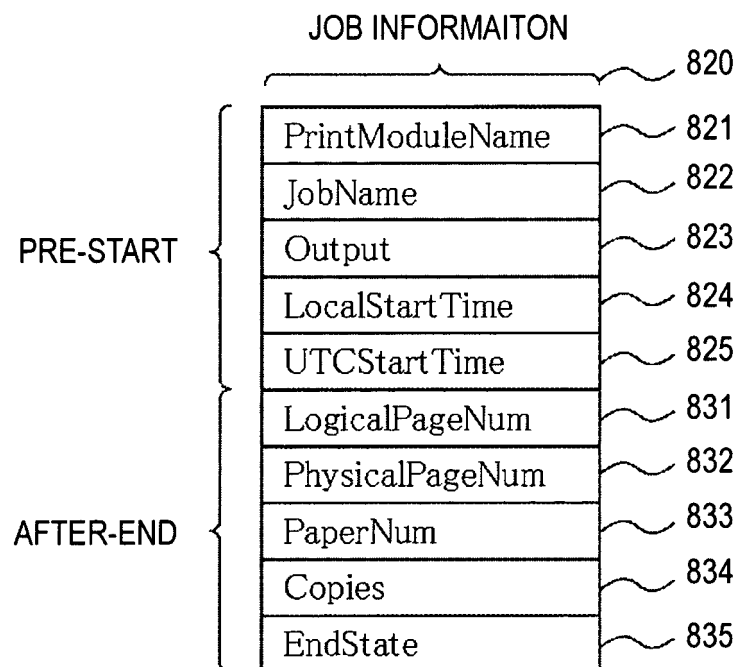 JOB INFORMAITON
820
PrintModuleName 821
JobName 822
PRE-START
Output 823
LocalStartTime 824
UTCStartTime 825
LogicalPageNum 831
PhysicalPageNum 832
AFTER-END
PaperNum 833
Copies 834
EndState 835